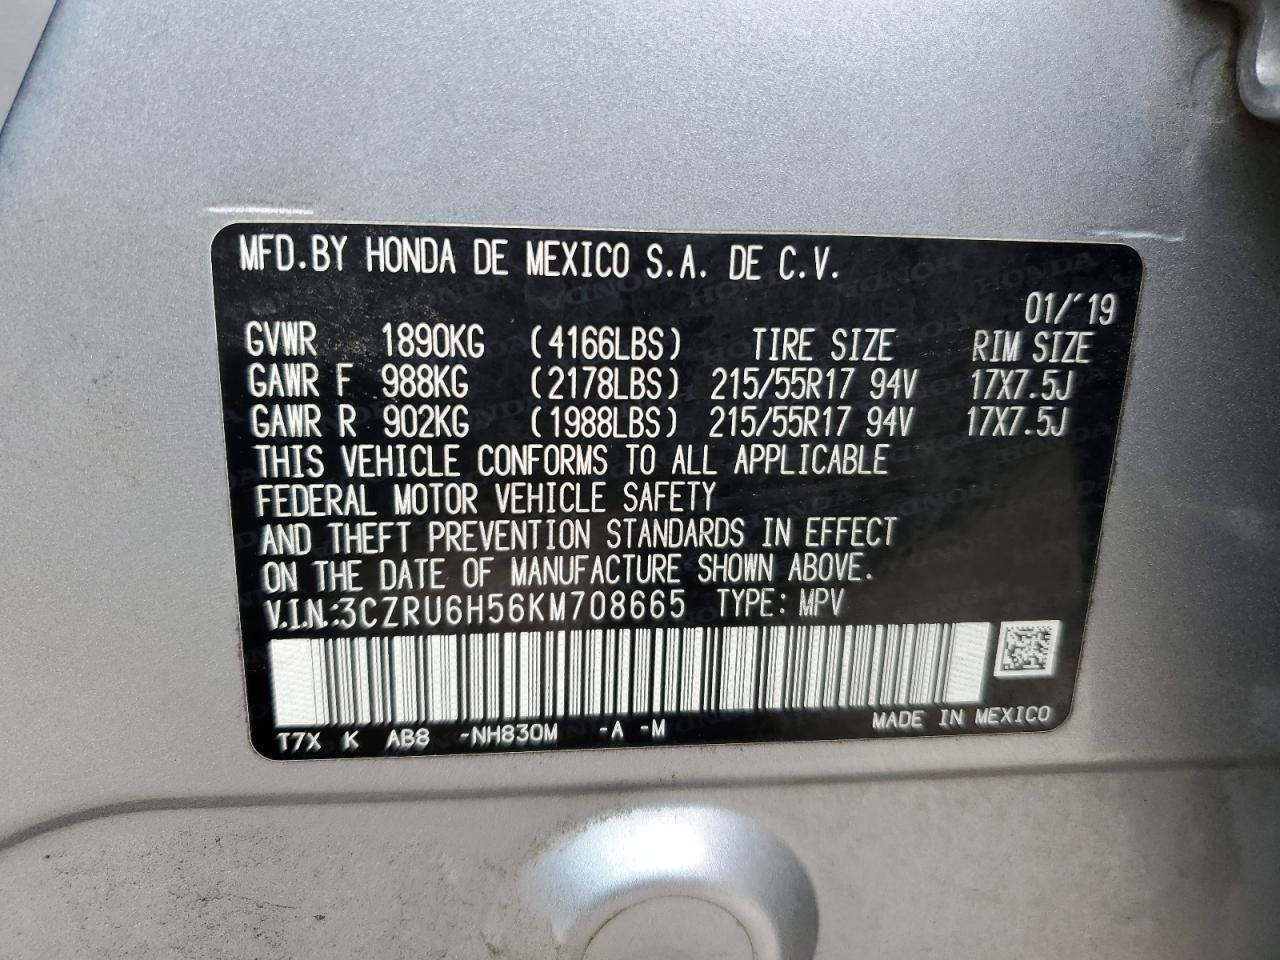 MFD.BY HONDA DE MEXICO S.A. DE C.V.
01/'19
GVWR 1890KG (4166LBS) TIRE SIZE RIM SIZE
GAWR F 988KG (2178LBS) 215/55R17 94V 17X7.5J
GAWR R 902KG (1988LBS) 215/55R17 94V 17X7.5J
THIS VEHICLE CONFORMS TO ALL APPLICABLE
FEDERAL MOTOR VEHICLE SAFETY
AND THEFT PREVENTION STANDARDS IN EFFECT
ON THE DATE OF MANUFACTURE SHOWN ABOVE.
V.I.N.:3CZRU6H56KM708665 TYPE: MPV
T7X K AB8 -NH830M -A -M MADE IN MEXICO